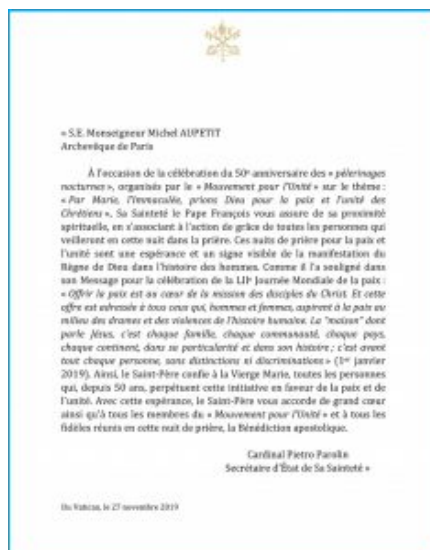 « S.E. Monseigneur Michel AUPETIT
Archevêque de Paris
À l'occasion de la célébration du 50e anniversaire des « pèlerinages
nocturnes », organisés par le « Mouvement pour l'Unité » sur le thème :
« Par Marie, l'Immaculée, prions Dieu pour la paix et l'unité des
Chrétiens ». Sa Sainteté le Pape François vous assure de sa proximité
spirituelle, en s'associant à l'action de grâce de toutes les personnes qui
veilleront en cette nuit dans la prière. Ces nuits de prière pour la paix et
l'unité sont une espérance et un signe visible de la manifestation du
Règne de Dieu dans l'histoire des hommes. Comme il l'a souligné dans
son Message pour la célébration de la LIIe Journée Mondiale de la paix :
« Offrir la paix est au cœur de la mission des disciples du Christ. Et cette
offre est adressée à tous ceux qui, hommes et femmes, aspirent à la paix au
milieu des drames et des violences de l'histoire humaine. La "maison" dont
parle Jésus, c'est chaque famille, chaque communauté, chaque pays,
chaque continent, dans sa particularité et dans son histoire ; c'est avant
tout chaque personne, sans distinctions ni discriminations » (1er janvier
2019). Ainsi, le Saint-Père confie à la Vierge Marie, toutes les personnes
qui, depuis 50 ans, perpétuent cette initiative en faveur de la paix et de
l'unité. Avec cette espérance, le Saint-Père vous accorde de grand cœur
ainsi qu'à tous les membres du « Mouvement pour l'Unité » et à tous les
fidèles réunis en cette nuit de prière, la Bénédiction apostolique.
Cardinal Pietro Parolin
Secrétaire d'État de Sa Sainteté »
Du Vatican, le 27 novembre 2019